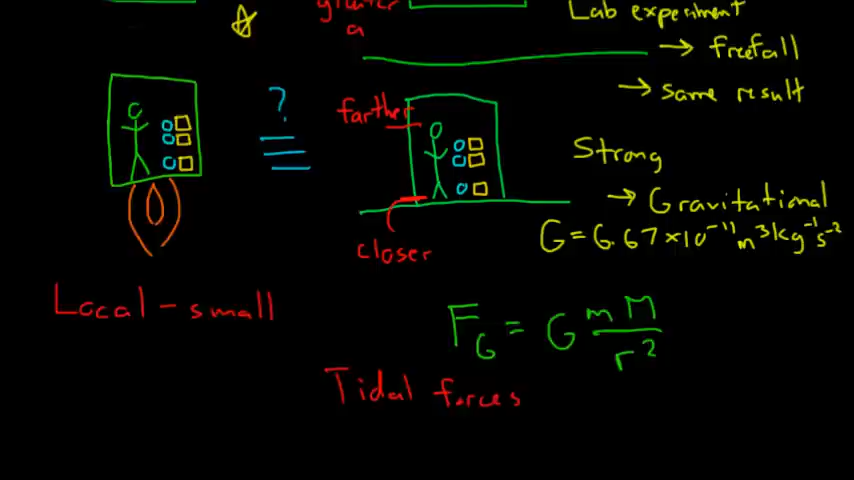 greater
a
Lab experiment
→ freefall
→ same result
?
farther
closer
Strong
→ Gravitational
G = 6.67×10⁻¹¹ m³kg⁻¹s⁻²
Local - small
F_G = G mM/r²
Tidal forces